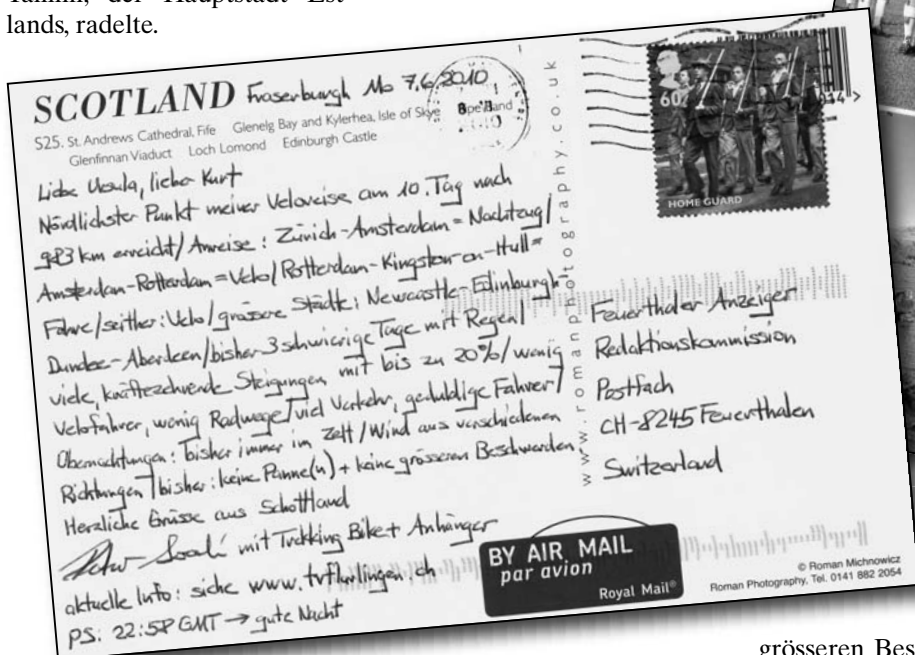 der Hauptstadt Est-
lands, radelte.
SCOTLAND Fraserburgh Mo 7.6.2010
S25. St. Andrews Cathedral, Fife Glenelg Bay and Kylerhea, Isle of Skye
Glenfinnan Viaduct Loch Lomond Edinburgh Castle
Liebe Ursula, lieber Kurt
Nördlichster Punkt meiner Veloreise am 10. Tag nach
983 km erreicht/Anreise: Zürich-Amsterdam = Nachtzug/
Amsterdam-Rotterdam = Velo/Rotterdam-Kingston-on-Hull=
Fähre/seither: Velo/grössere Städte: Newcastle-Edinburgh-
Dundee-Aberdeen/bisher 3 schwierige Tage mit Regen/
viele, kräftezehrende Steigungen mit bis zu 20%/wenig
Velofahrer, wenig Radwege/viel Verkehr, geduldige Fahrer/
Übernachtungen: bisher immer im Zelt/Wind aus verschiedenen
Richtungen/bisher: keine Panne(n) + keine grösseren Beschwerden
Herzliche Grüsse aus Schottland
mit Trekking Bike + Anhänger
aktuelle Info: siehe www.tvflurlingen.ch
PS: 22:58 GMT → gute Nacht
www.romanphotography.co.uk
60
HOME GUARD
Feuerthaler Anzeiger
Redaktionskommission
Postfach
CH-8245 Feuerthalen
Switzerland
BY AIR MAIL
par avion
Royal Mail®
© Roman Michnowicz
Roman Photography, Tel. 0141 882 2054
grösseren Bes